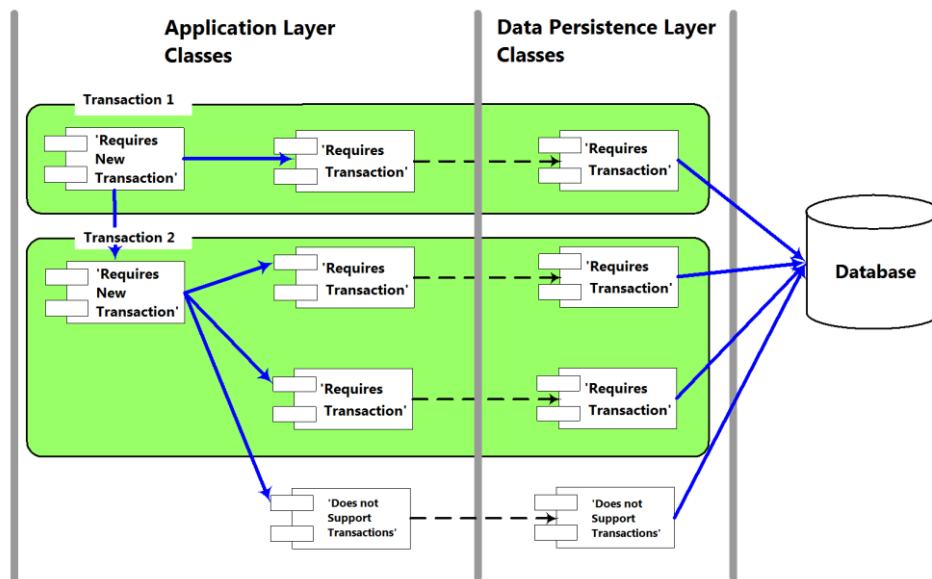 Application Layer
Classes
Data Persistence Layer
Classes
Transaction 1
'Requires
New
Transaction'
'Requires
Transaction'
'Requires
Transaction'
Transaction 2
'Requires
New
Transaction'
'Requires
Transaction'
'Requires
Transaction'
Database
'Requires
Transaction'
'Requires
Transaction'
'Does not
Support
Transactions'
'Does not
Support
Transactions'